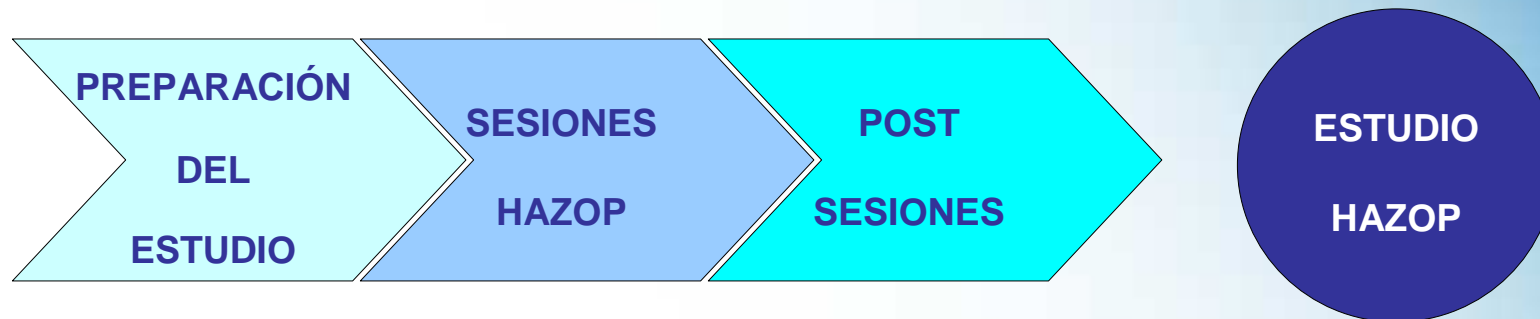 PREPARACIÓN
DEL
ESTUDIO
SESIONES
HAZOP
POST
SESIONES
ESTUDIO
HAZOP